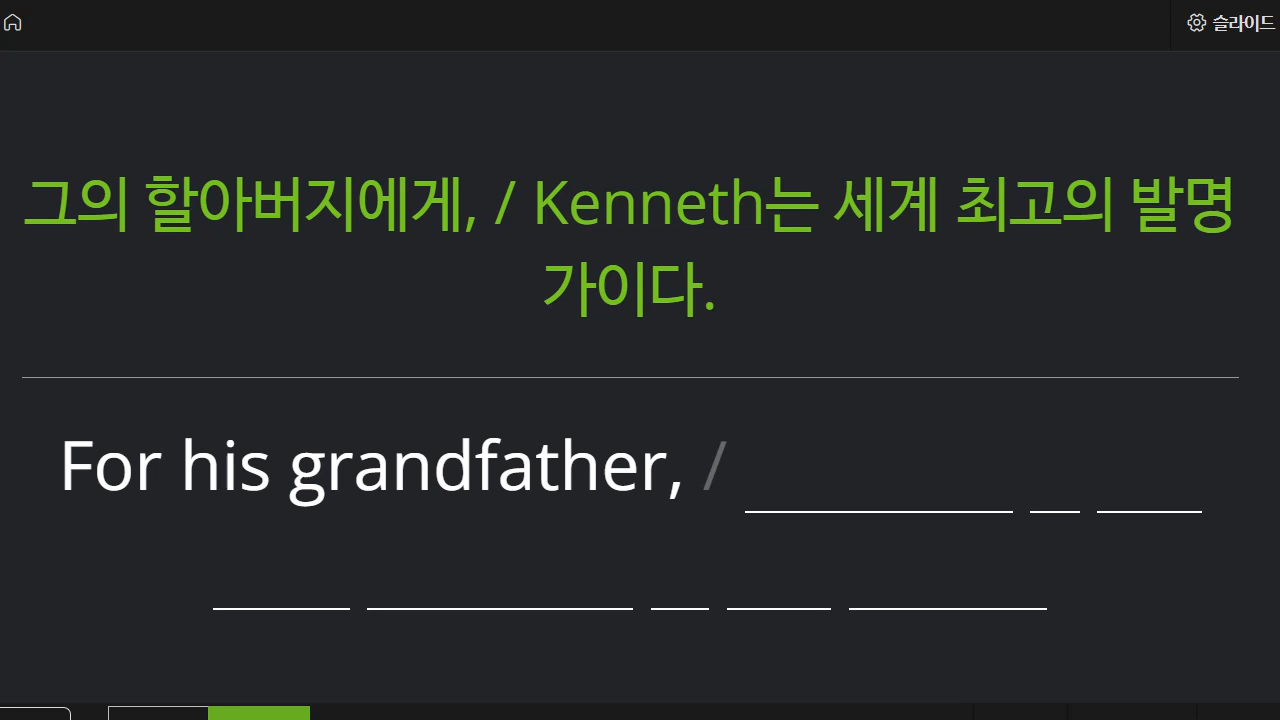 슬라이드
그의 할아버지에게, / Kenneth는 세계 최고의 발명
가이다.
For his grandfather, /